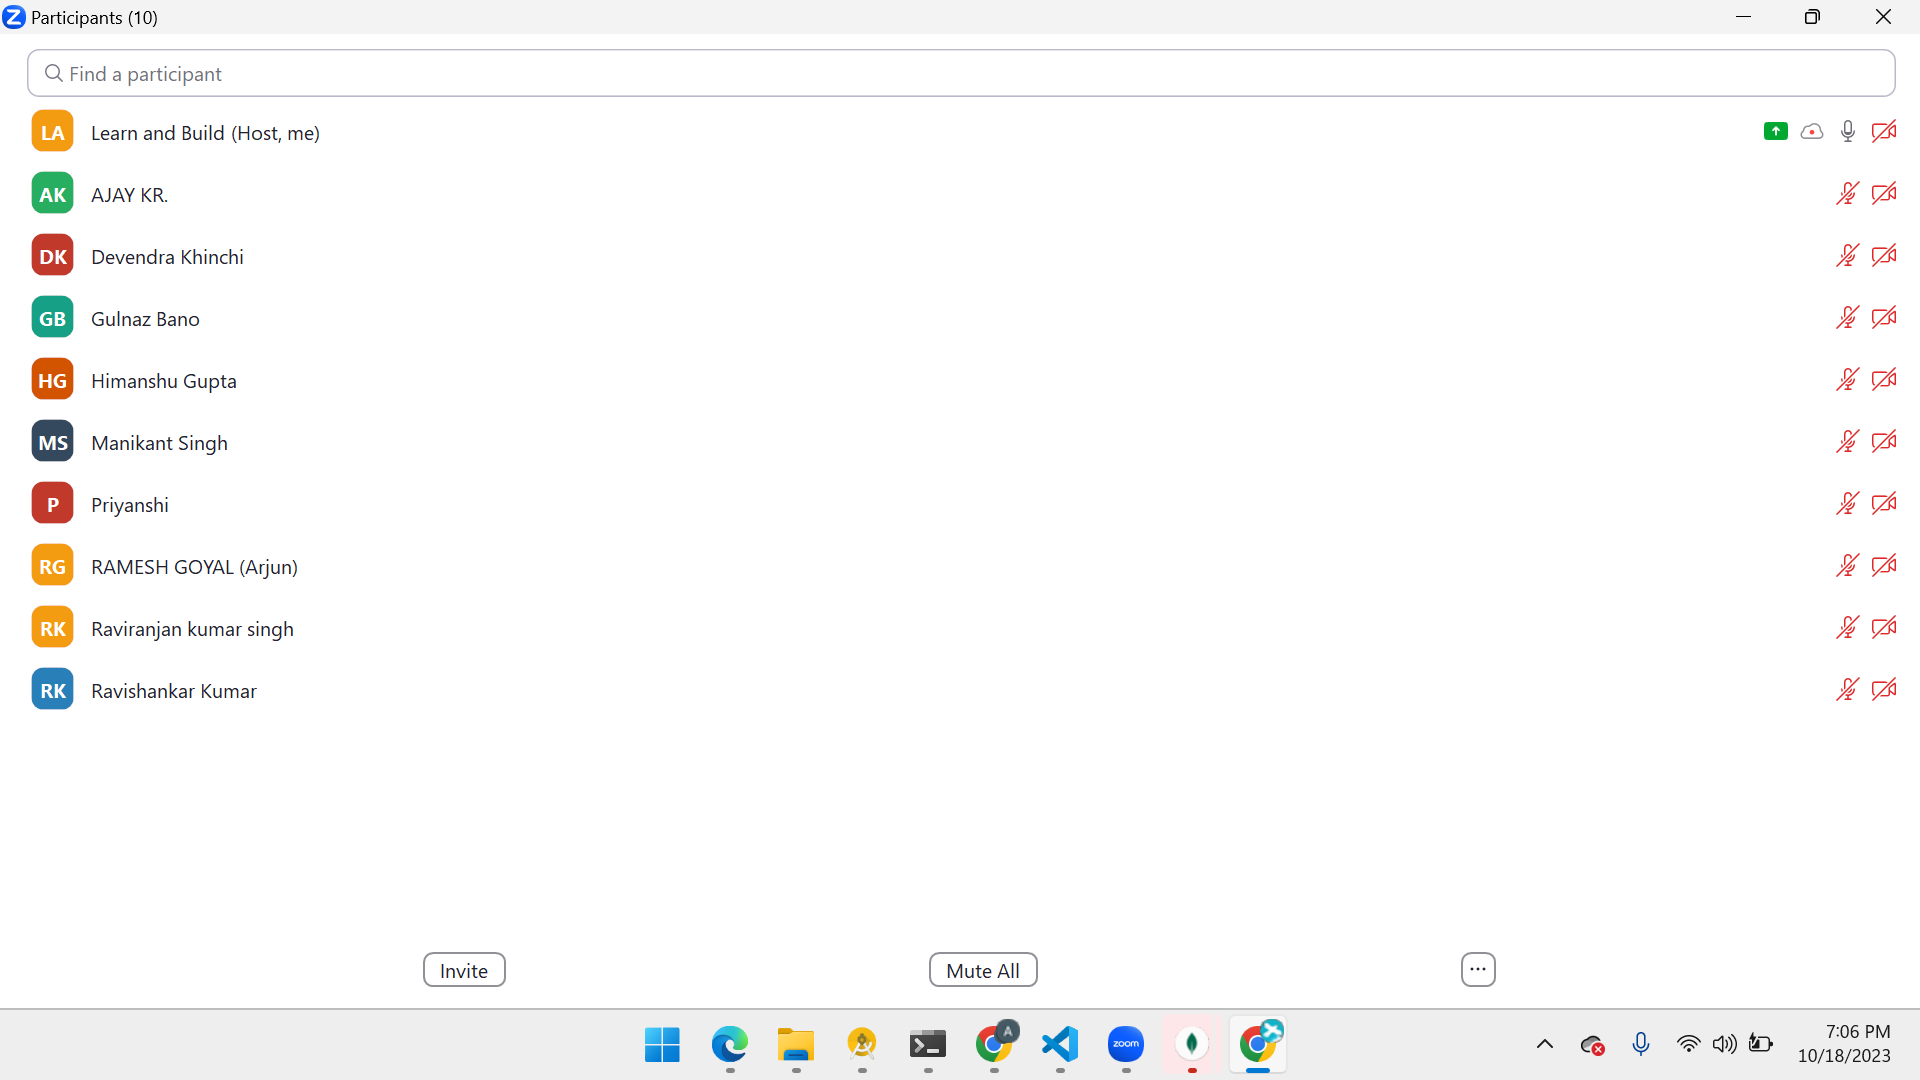 Participants (10)
Find a participant
LA Learn and Build (Host, me)
AK AJAY KR.
DK Devendra Khinchi
GB Gulnaz Bano
HG Himanshu Gupta
MS Manikant Singh
P Priyanshi
RG RAMESH GOYAL (Arjun)
RK Raviranjan kumar singh
RK Ravishankar Kumar
Invite Mute All ...
A zoom
7:06 PM
10/18/2023